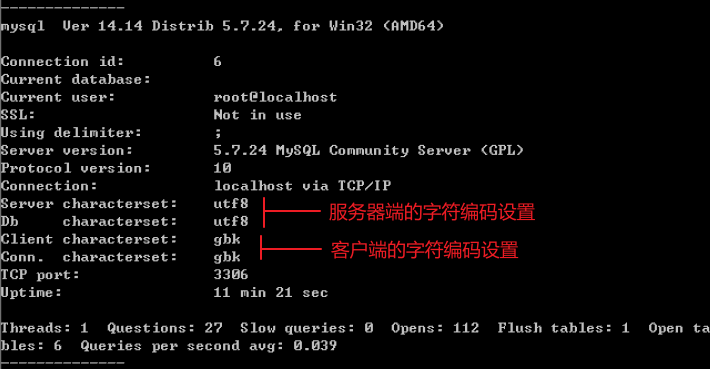 --------------
mysql  Ver 14.14 Distrib 5.7.24, for Win32 (AMD64)
Connection id:          6
Current database:
Current user:           root@localhost
SSL:                    Not in use
Using delimiter:        ;
Server version:         5.7.24 MySQL Community Server (GPL)
Protocol version:       10
Connection:             localhost via TCP/IP
Server characterset:    utf8
Db     characterset:    utf8
服务器端的字符编码设置
Client characterset:    gbk
Conn.  characterset:    gbk
客户端的字符编码设置
TCP port:               3306
Uptime:                 11 min 21 sec
Threads: 1  Questions: 27  Slow queries: 0  Opens: 112  Flush tables: 1  Open ta
bles: 6  Queries per second avg: 0.039
--------------